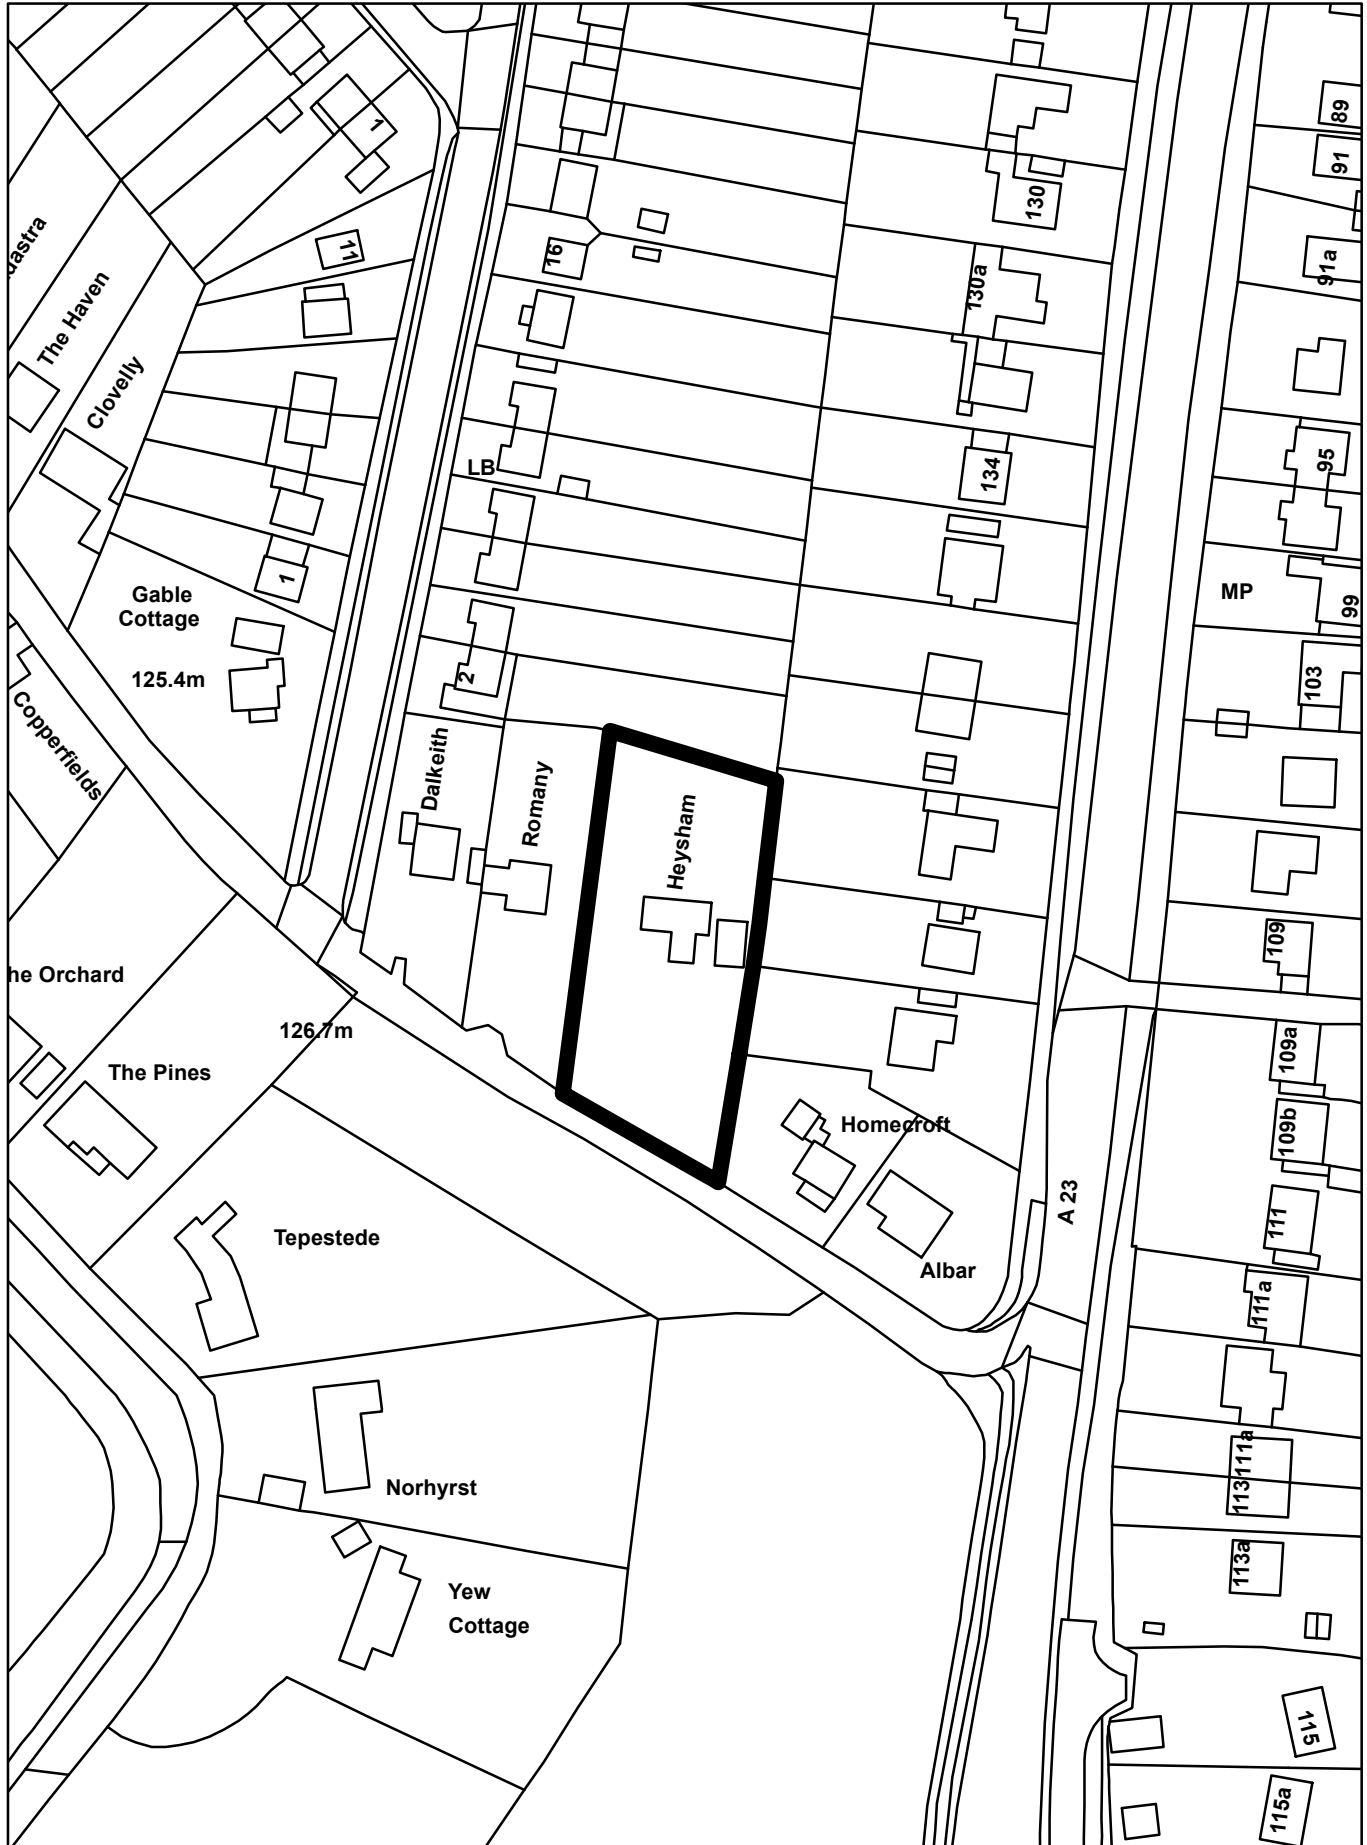 89
1
91
130
11
16
91a
130a
dastra
The Haven
Clovelly
LB
134
95
1
Gable
Cottage
MP
99
125.4m
2
103
Copperfields
Dalkeith
Romany
Heysham
109
he Orchard
126.7m
109a
The Pines
Homecroft
109b
A 23
111
Tepestede
Albar
111a
111a
113
Norhyrst
113a
Yew
Cottage
115
115a